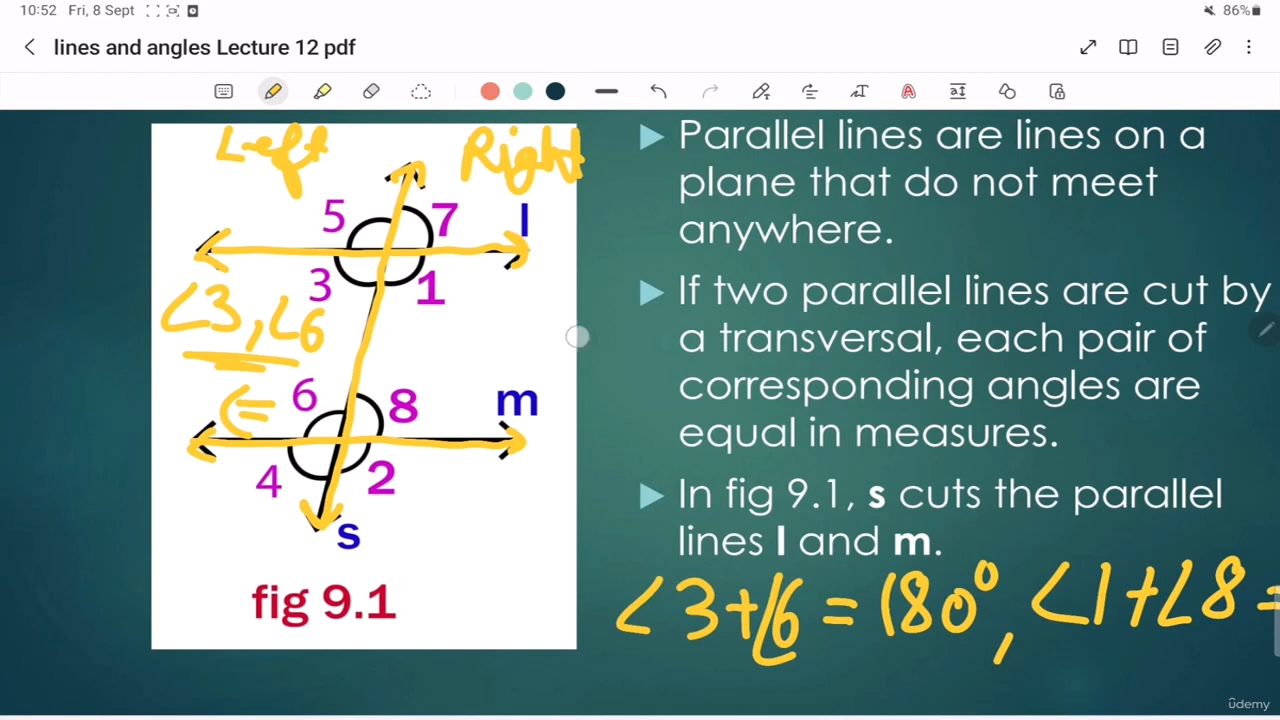 10:52 Fri, 8 Sept 86%
lines and angles Lecture 12 pdf
Left Right
5 7 l
3 1
∠3, ∠6
6 8 m
4 2
s
fig 9.1
Parallel lines are lines on a
plane that do not meet
anywhere.
If two parallel lines are cut by
a transversal, each pair of
corresponding angles are
equal in measures.
In fig 9.1, s cuts the parallel
lines l and m.
∠3+∠6 = 180°, ∠1+∠8 =
ûdemy